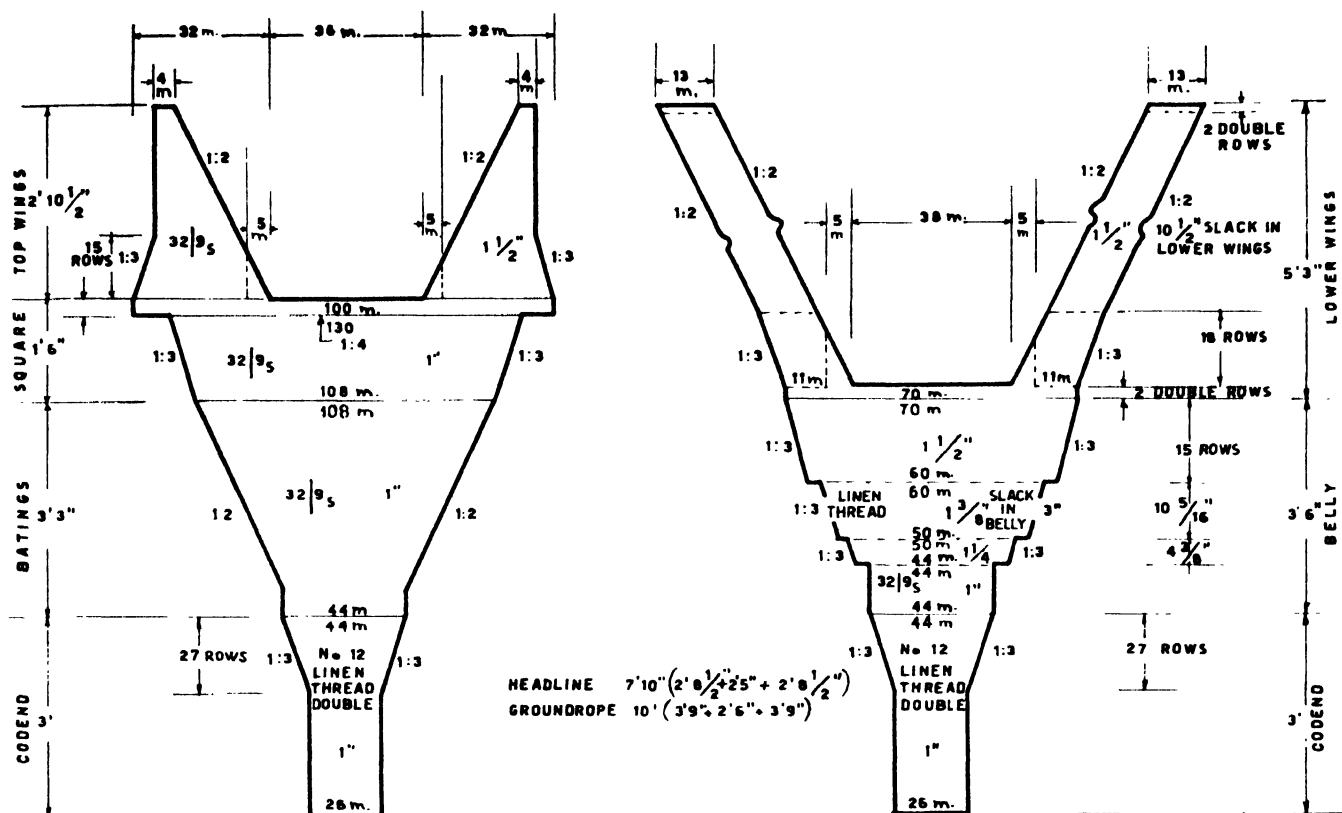 32 m. 36 m. 32 m
4 m
4 m
1:2
1:2
5 m
5 m
TOP WINGS
2' 10 1/2"
15 ROWS
1:3
32|9s
1 1/2"
1:3
100 m.
130
1:4
SQUARE
1'6"
1:3
32|9s
1"
1:3
108 m.
108 m
BATINGS
3'3"
1:2
32|9s
1"
1:2
44 m
44 m
CODEND
3'
27 ROWS
1:3
No 12
LINEN
THREAD
DOUBLE
1:3
1"
26 m.
HEADLINE 7'10" (2'8 1/2" + 2'5" + 2'8 1/2")
GROUNDROPE 10' (3'9" + 2'6" + 3'9")
13 m.
13 m.
2 DOUBLE
ROWS
1:2
1:2
1:2
1:2
5 m
38 m.
5 m
1 1/2"
10 1/2" SLACK IN
LOWER WINGS
5'3"
LOWER WINGS
18 ROWS
1:3
1:3
11m
11m
2 DOUBLE ROWS
70 m.
70 m
1:3
1 1/2"
1:3
15 ROWS
60 m.
60 m
1:3
LINEN
THREAD
1 3/8"
SLACK
IN
BELLY
3"
10 5/16"
3'6"
BELLY
50 m.
50 m
1:3
1 1/4
1:3
4 3/8"
44 m.
44 m
32|9s
1"
44 m.
44 m
1:3
No 12
LINEN
THREAD
DOUBLE
1:3
27 ROWS
3'
CODEND
1"
26 m.